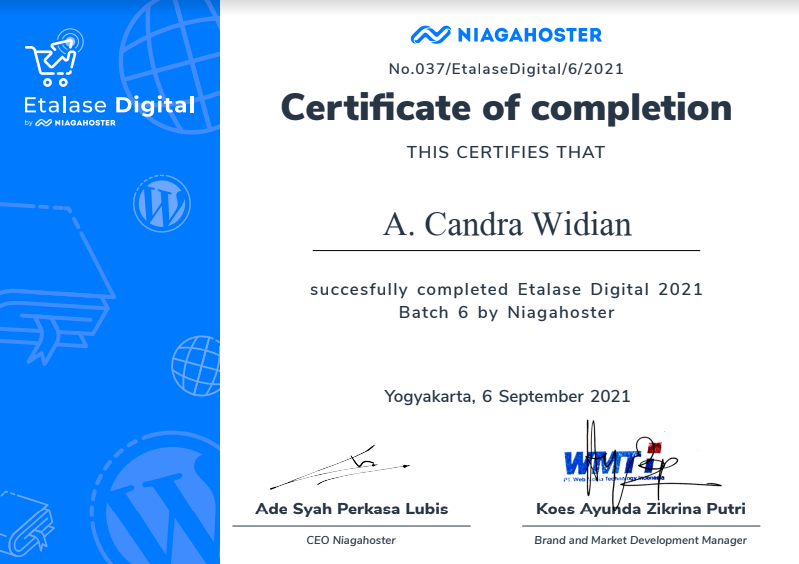 NIAGAHOSTER
No.037/EtalaseDigital/6/2021
Certificate of completion
THIS CERTIFIES THAT
A. Candra Widian
succesfully completed Etalase Digital 2021
Batch 6 by Niagahoster
Yogyakarta, 6 September 2021
Etalase Digital
by NIAGAHOSTER
WMTi
PT. Web Media Technology Indonesia
Ade Syah Perkasa Lubis
CEO Niagahoster
Koes Ayunda Zikrina Putri
Brand and Market Development Manager